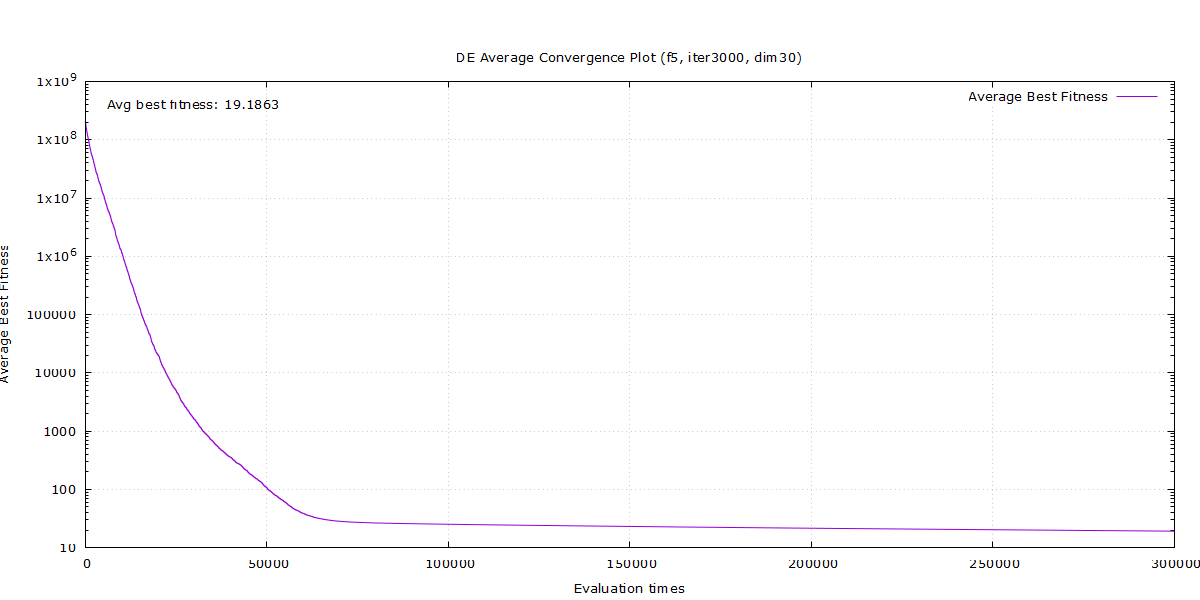 DE Average Convergence Plot (f5, iter3000, dim30)
Avg best fitness: 19.1863
Average Best Fitness
1x10^9
1x10^8
1x10^7
1x10^6
100000
10000
1000
100
10
Average Best Fitness
0 50000 100000 150000 200000 250000 300000
Evaluation times